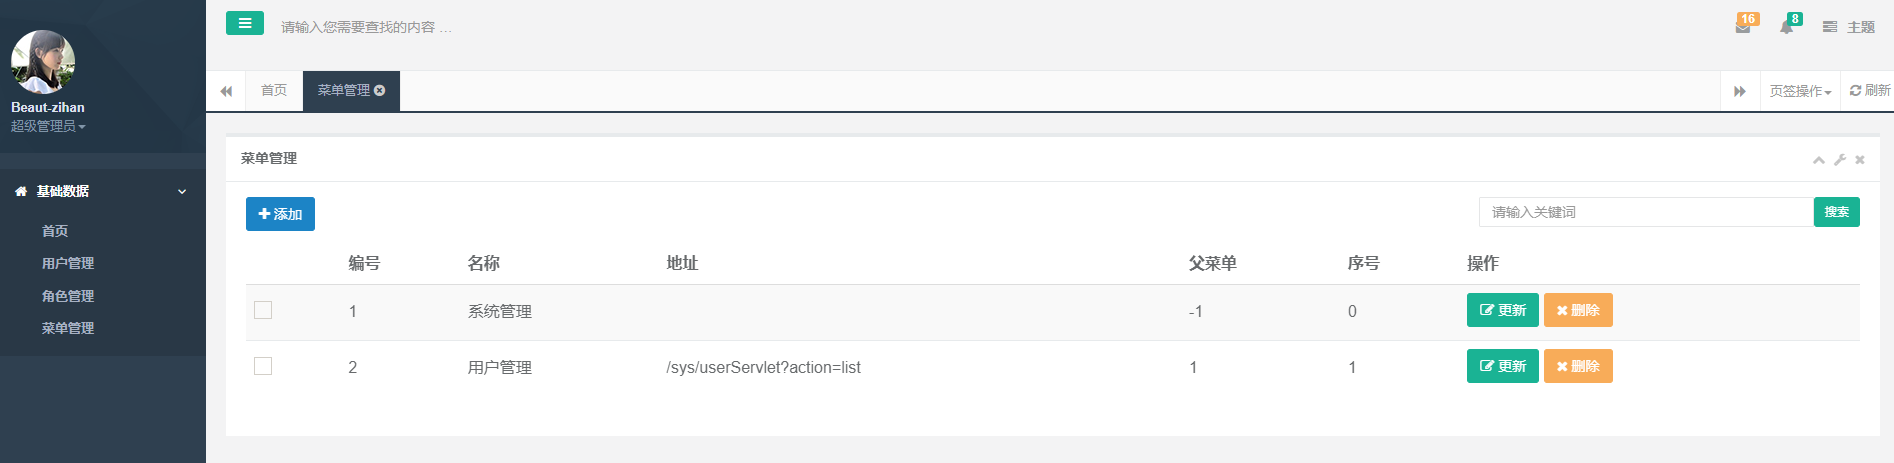 Beaut-zihan
超级管理员
基础数据
首页
用户管理
角色管理
菜单管理
请输入您需要查找的内容 …
16
8
主题
首页
菜单管理
页签操作
刷新
菜单管理
添加
请输入关键词
搜索
编号 名称 地址 父菜单 序号 操作
1 系统管理 -1 0 更新 删除
2 用户管理 /sys/userServlet?action=list 1 1 更新 删除